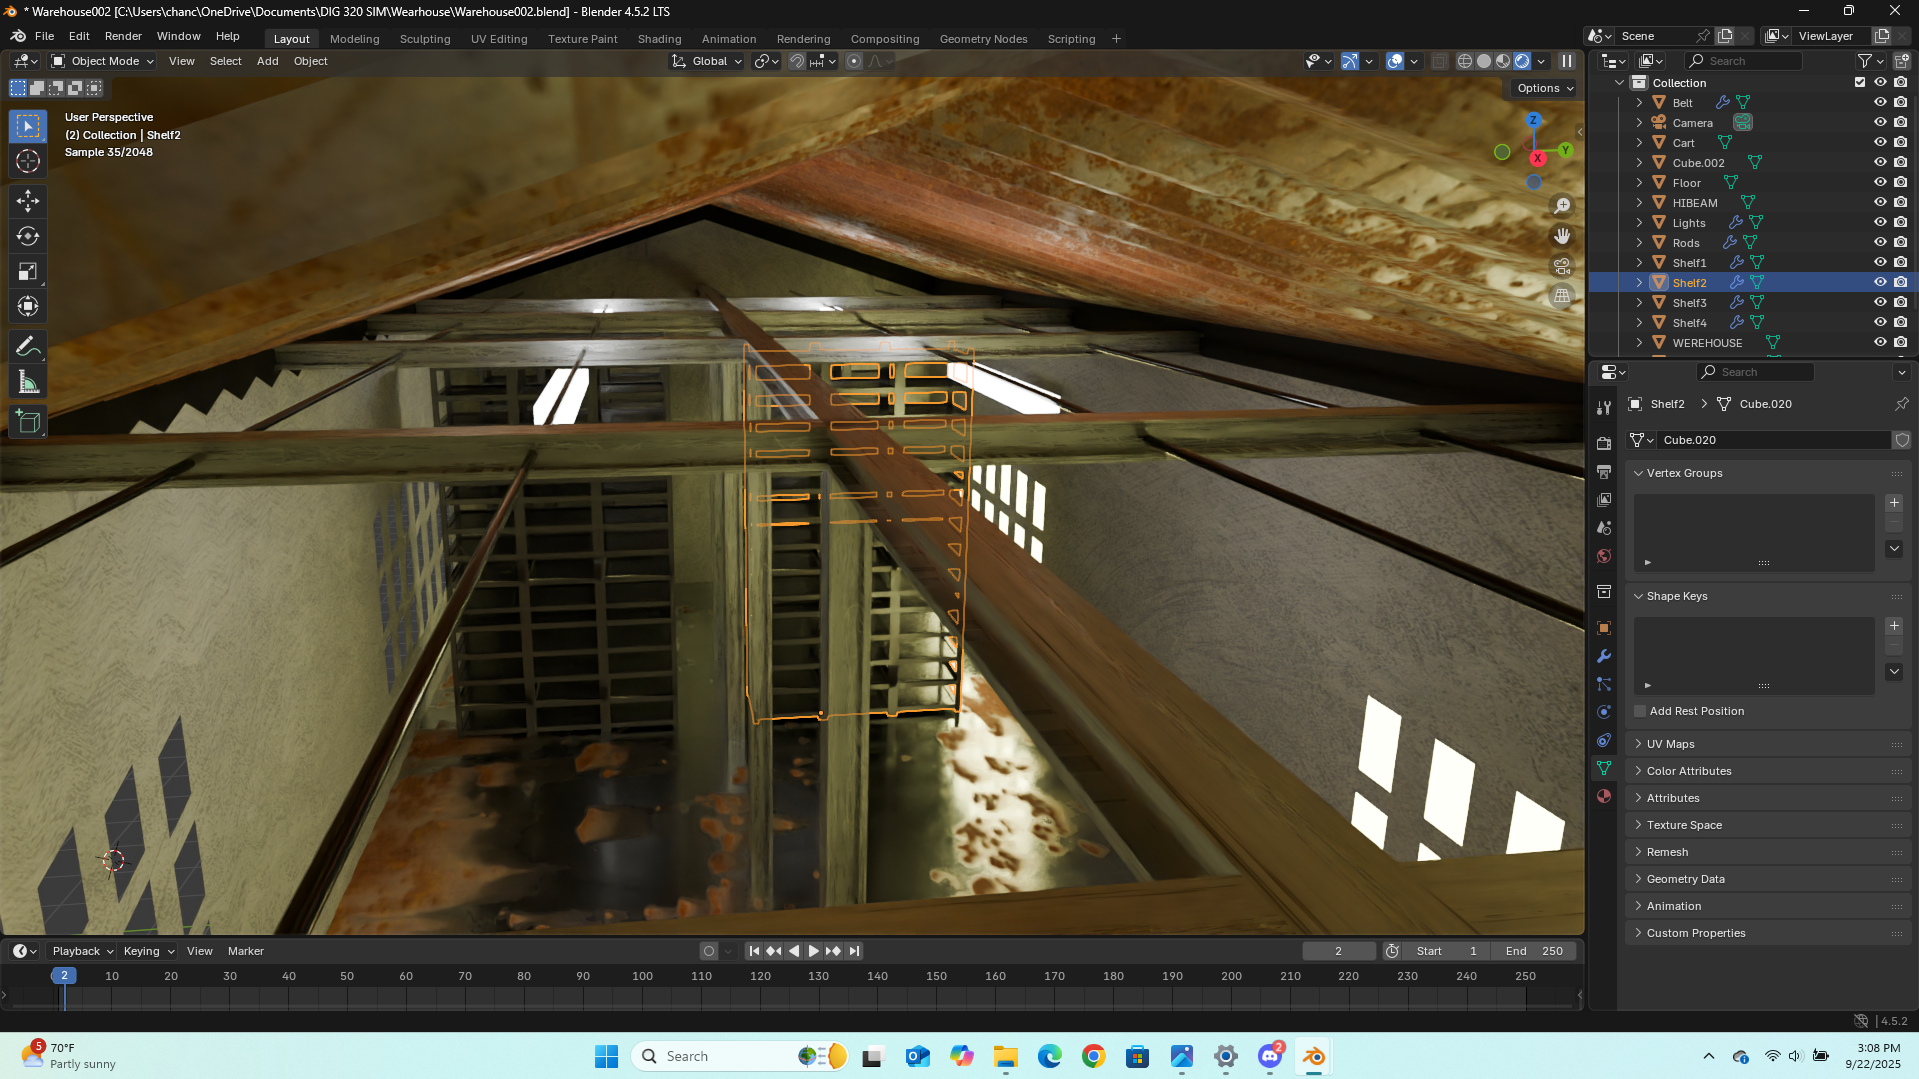 * Warehouse002 [C:\Users\chanc\OneDrive\Documents\DIG 320 SIM\Wearhouse\Warehouse002.blend] - Blender 4.5.2 LTS
File Edit Render Window Help Layout Modeling Sculpting UV Editing Texture Paint Shading Animation Rendering Compositing Geometry Nodes Scripting Scene ViewLayer
Object Mode View Select Add Object Global Search
Options
User Perspective
(2) Collection | Shelf2
Sample 35/2048
Z
Y
X
Collection
Belt
Camera
Cart
Cube.002
Floor
HIBEAM
Lights
Rods
Shelf1
Shelf2
Shelf3
Shelf4
WEREHOUSE
Search
Shelf2 Cube.020
Cube.020
Vertex Groups
Shape Keys
Add Rest Position
UV Maps
Color Attributes
Attributes
Texture Space
Remesh
Geometry Data
Animation
Custom Properties
Playback Keying View Marker 2 Start 1 End 250
2 10 20 30 40 50 60 70 80 90 100 110 120 130 140 150 160 170 180 190 200 210 220 230 240 250
4.5.2
5 70°F
Partly sunny
Search
2
3:08 PM
9/22/2025